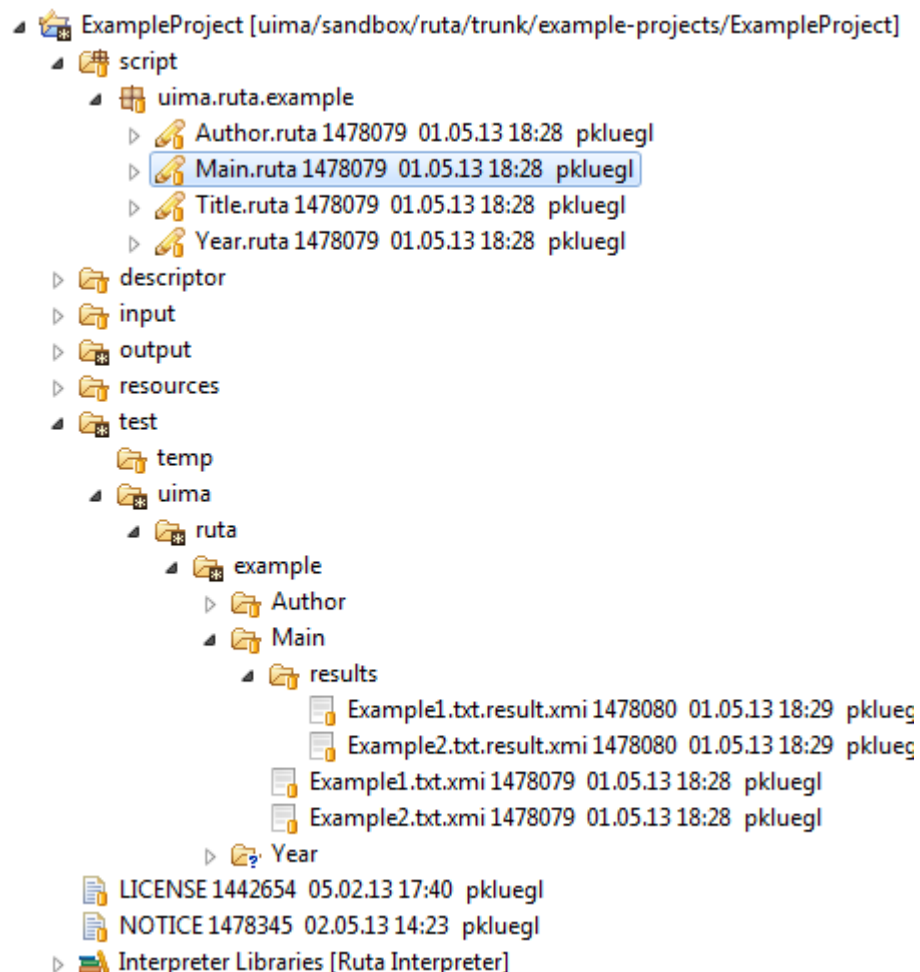 ExampleProject [uima/sandbox/ruta/trunk/example-projects/ExampleProject]
script
uima.ruta.example
Author.ruta 1478079 01.05.13 18:28 pkluegl
Main.ruta 1478079 01.05.13 18:28 pkluegl
Title.ruta 1478079 01.05.13 18:28 pkluegl
Year.ruta 1478079 01.05.13 18:28 pkluegl
descriptor
input
output
resources
test
temp
uima
ruta
example
Author
Main
results
Example1.txt.result.xmi 1478080 01.05.13 18:29 pklueg
Example2.txt.result.xmi 1478080 01.05.13 18:29 pklueg
Example1.txt.xmi 1478079 01.05.13 18:28 pkluegl
Example2.txt.xmi 1478079 01.05.13 18:28 pkluegl
Year
LICENSE 1442654 05.02.13 17:40 pkluegl
NOTICE 1478345 02.05.13 14:23 pkluegl
Interpreter Libraries [Ruta Interpreter]